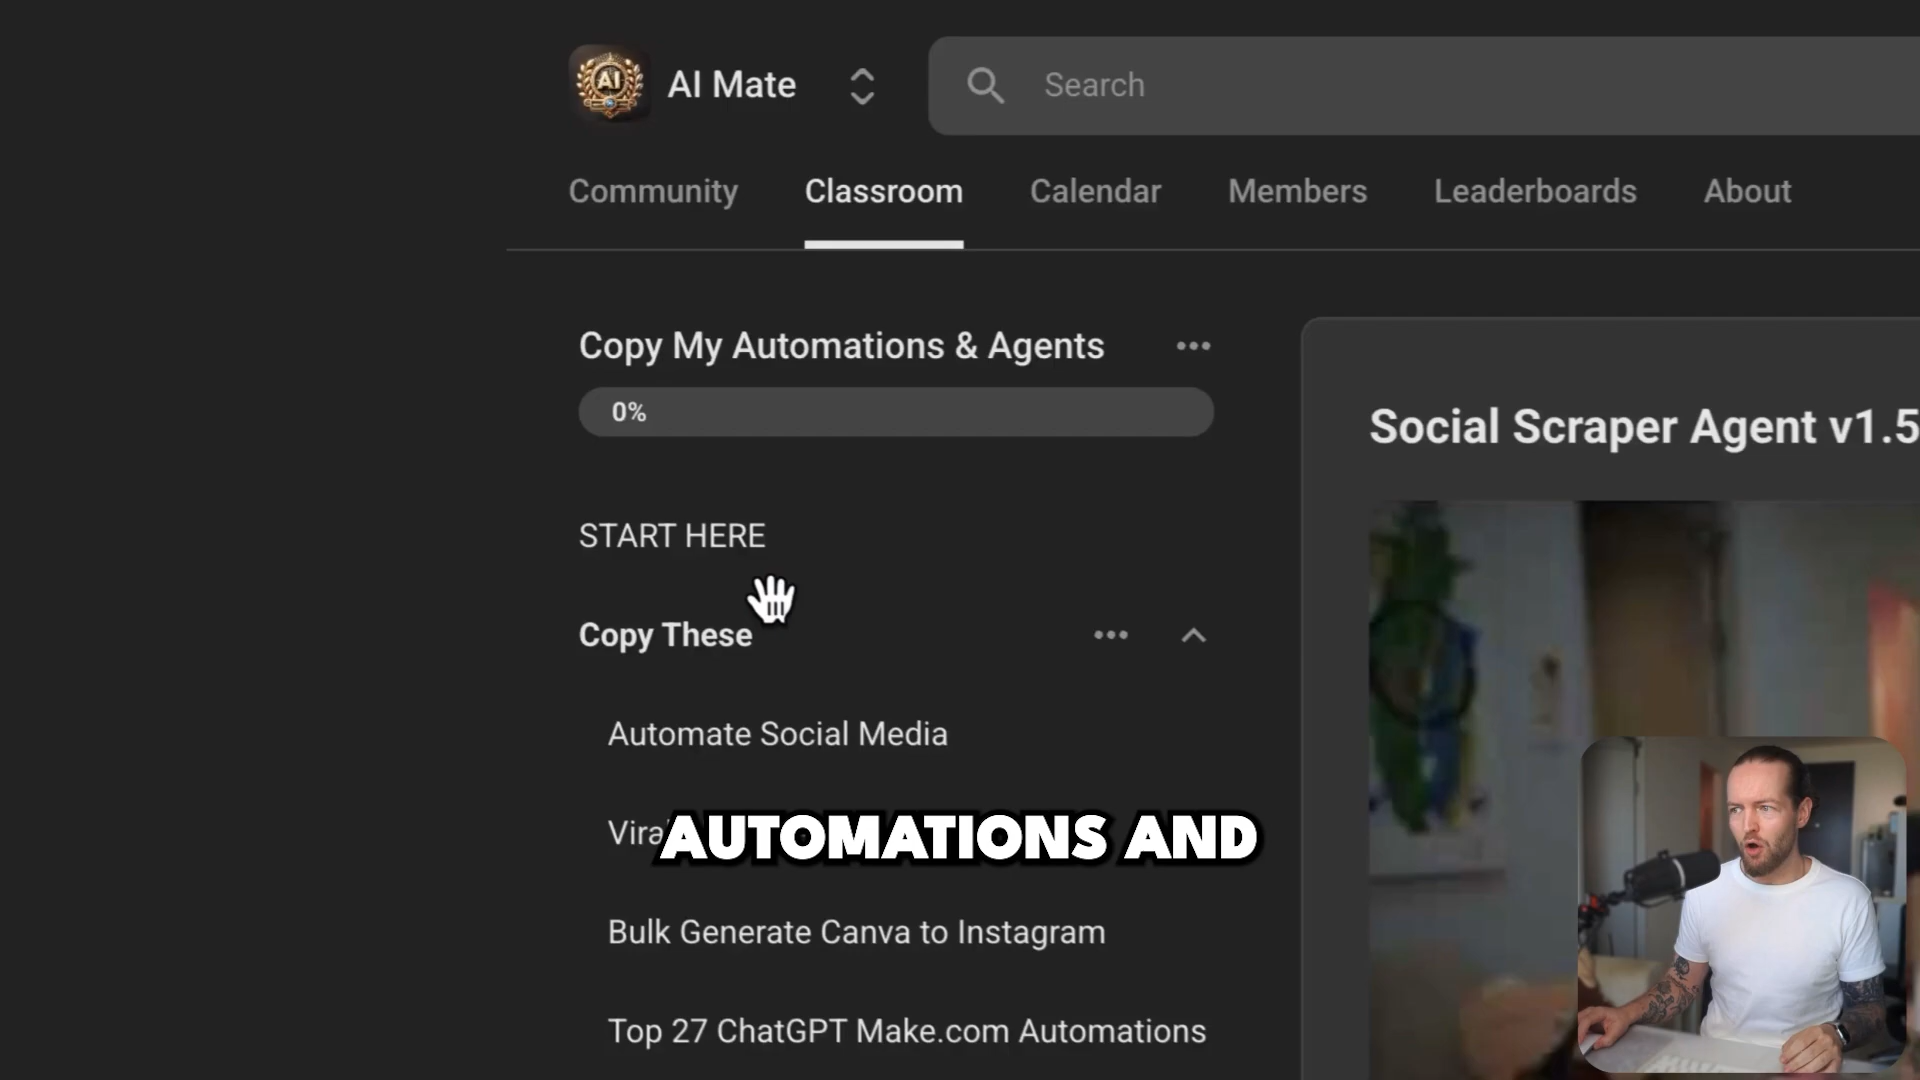 AI
AI Mate
Search
Community
Classroom
Calendar
Members
Leaderboards
About
Copy My Automations & Agents
0%
START HERE
Copy These
Automate Social Media
Vira
AUTOMATIONS AND
Bulk Generate Canva to Instagram
Top 27 ChatGPT Make.com Automations
Social Scraper Agent v1.5